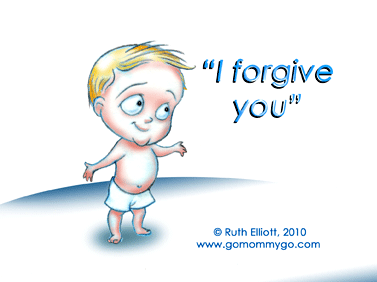 “I forgive
you”
© Ruth Elliott, 2010
www.gomommygo.com